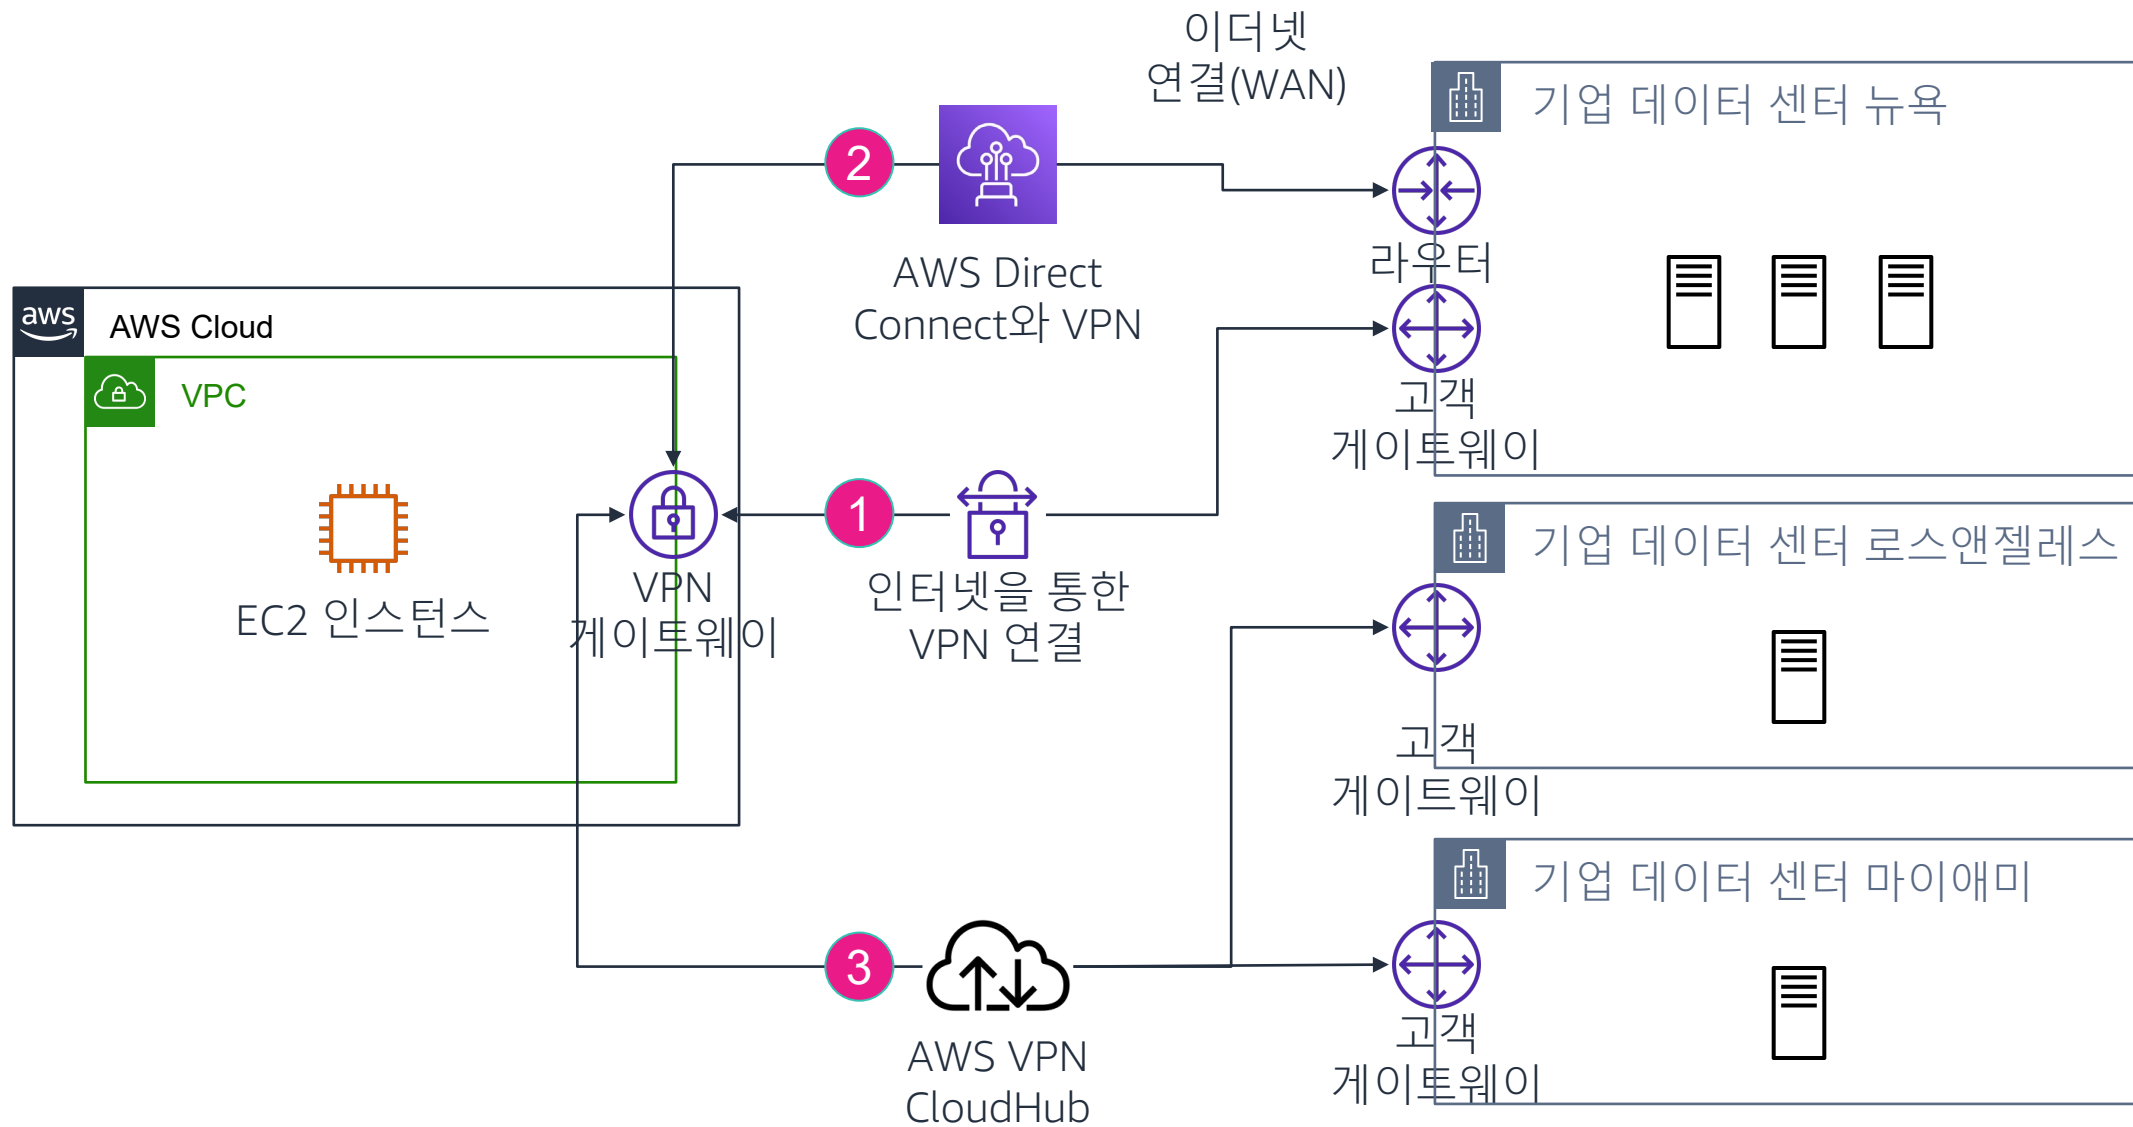 이더넷
연결(WAN)
기업 데이터 센터 뉴욕
2
AWS Direct
Connect와 VPN
라우터
aws
AWS Cloud
VPC
고객
게이트웨이
1
기업 데이터 센터 로스앤젤레스
EC2 인스턴스
VPN
게이트웨이
인터넷을 통한
VPN 연결
고객
게이트웨이
기업 데이터 센터 마이애미
3
고객
게이트웨이
AWS VPN
CloudHub